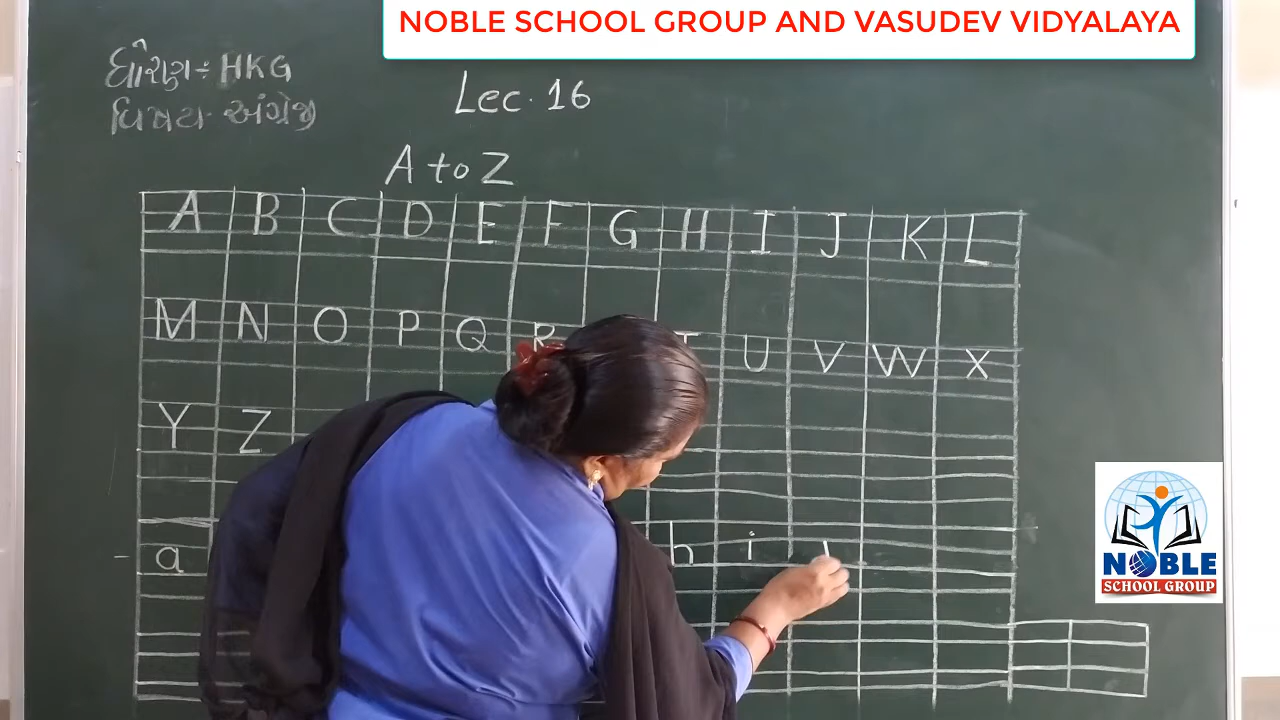 NOBLE SCHOOL GROUP AND VASUDEV VIDYALAYA
ધોરણ ÷ HKG
વિષય - અંગ્રેજી
Lec. 16
A to Z
A B C D E F G H I J K L
M N O P Q R T U V W X
Y Z
a h i
NOBLE
SCHOOL GROUP